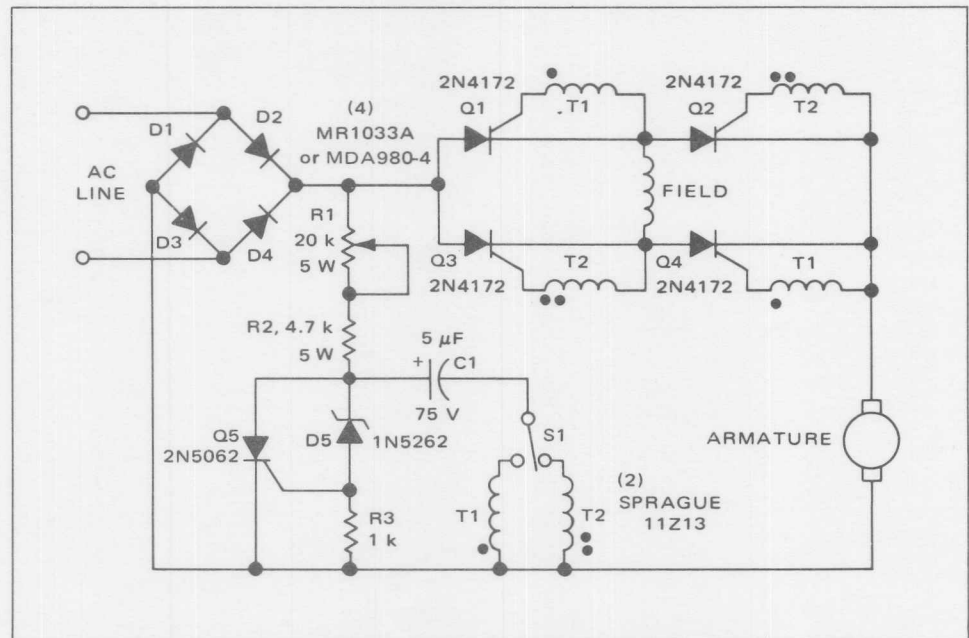 2N4172
T1
2N4172
T2
Q1
Q2
D1
D2
(4)
MR1033A
or MDA980-4
AC
LINE
FIELD
D3
D4
R1
20 k
5 W
Q3
T2
Q4
T1
2N4172
2N4172
R2, 4.7 k
5 W
5 μF
+ C1
75 V
Q5
2N5062
D5
1N5262
S1
ARMATURE
(2)
SPRAGUE
11Z13
T1
T2
R3
1 k